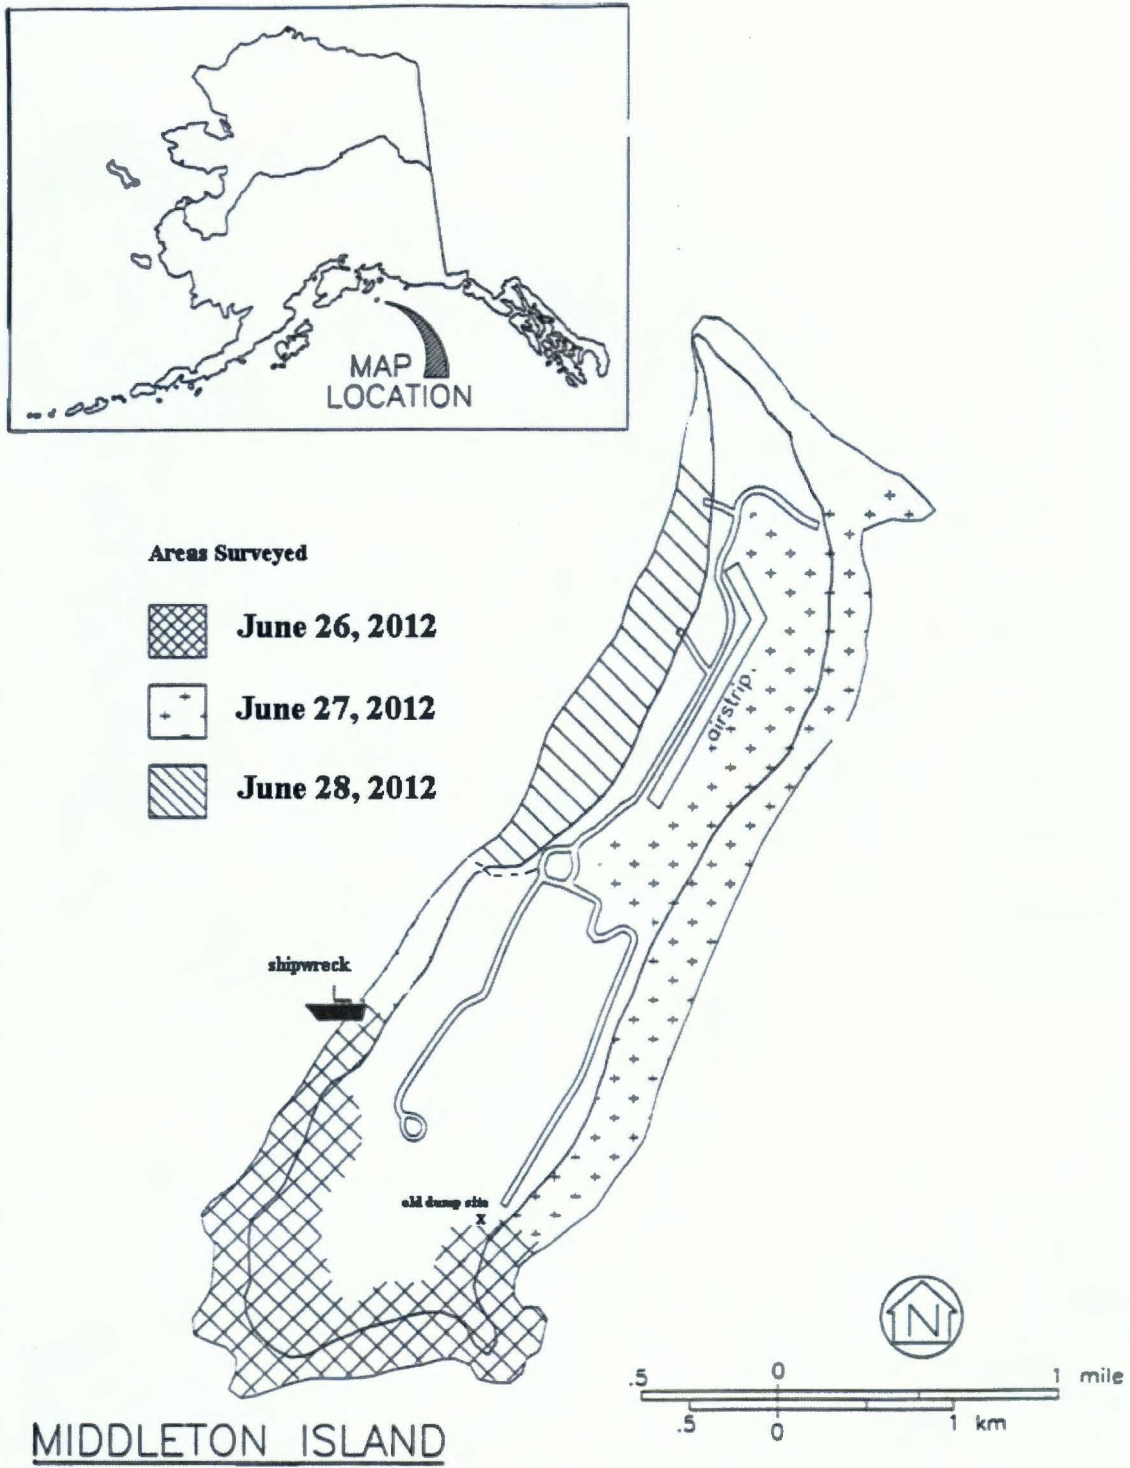 MAP
LOCATION
Areas Surveyed
June 26, 2012
June 27, 2012
June 28, 2012
airstrip
shipwreck
old dump site
X
N
.5 0 1 mile
.5 0 1 km
MIDDLETON ISLAND